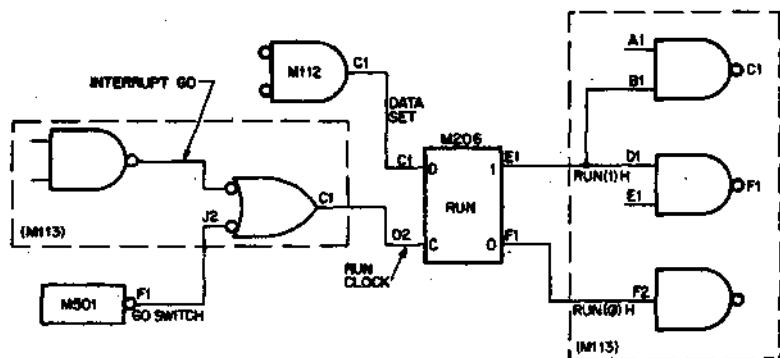 A1
C1
B1
M112
C1
INTERRUPT GO
DATA
SET
M206
C1
D
1
E1
D1
RUN(1) H
F1
E1
RUN
C1
J2
(M113)
D2
C
0
F1
RUN
CLOCK
M501
F1
GO SWITCH
F2
RUN(0) H
(M113)